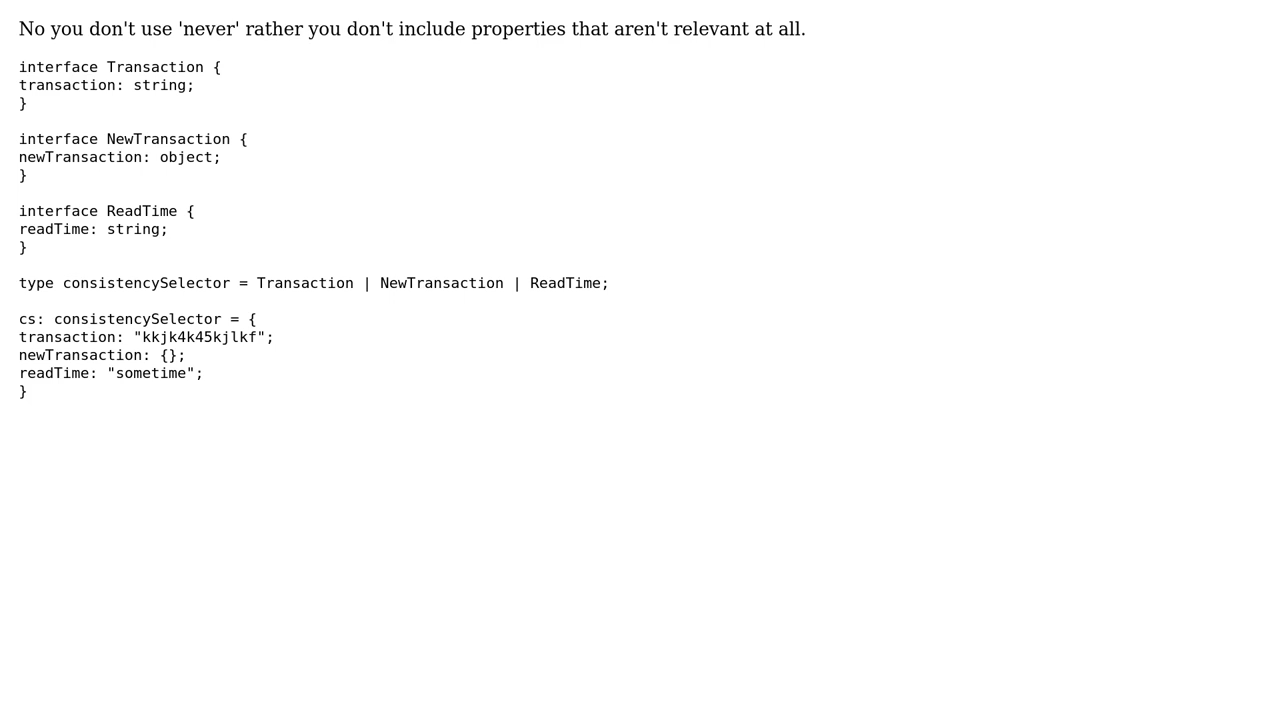 No you don't use 'never' rather you don't include properties that aren't relevant at all.
interface Transaction {
transaction: string;
}
interface NewTransaction {
newTransaction: object;
}
interface ReadTime {
readTime: string;
}
type consistencySelector = Transaction | NewTransaction | ReadTime;
cs: consistencySelector = {
transaction: "kkjk4k45kjlkf";
newTransaction: {};
readTime: "sometime";
}